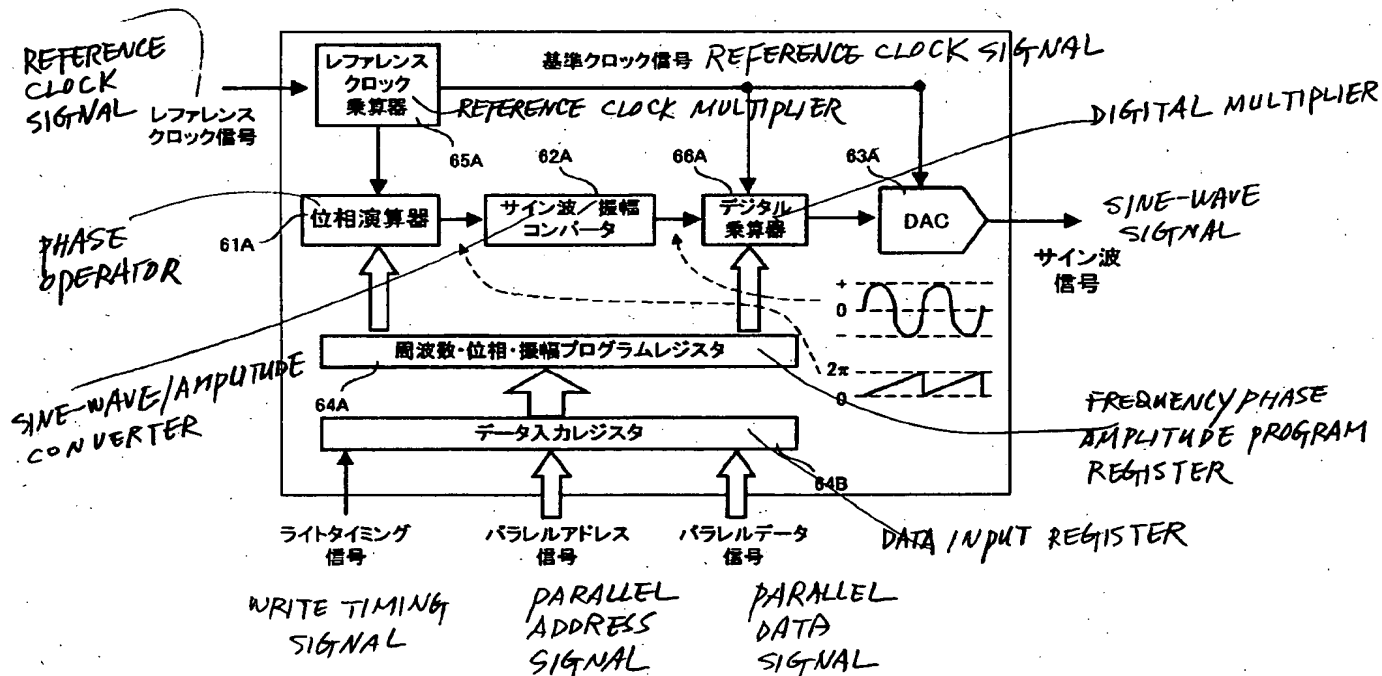 REFERENCE
CLOCK
SIGNAL
レファレンス
クロック信号
レファレンス
クロック
乗算器
REFERENCE CLOCK MULTIPLIER
65A
基準クロック信号 REFERENCE CLOCK SIGNAL
DIGITAL MULTIPLIER
62A
66A
63A
61A
位相演算器
サイン波/振幅
コンバータ
デジタル
乗算器
DAC
SINE-WAVE
SIGNAL
サイン波
信号
PHASE
OPERATOR
+
0
-
2π
0
周波数・位相・振幅プログラムレジスタ
64A
SINE-WAVE/AMPLITUDE
CONVERTER
データ入力レジスタ
64B
FREQUENCY/PHASE
AMPLITUDE PROGRAM
REGISTER
DATA INPUT REGISTER
ライトタイミング
信号
パラレルアドレス
信号
パラレルデータ
信号
WRITE TIMING
SIGNAL
PARALLEL
ADDRESS
SIGNAL
PARALLEL
DATA
SIGNAL